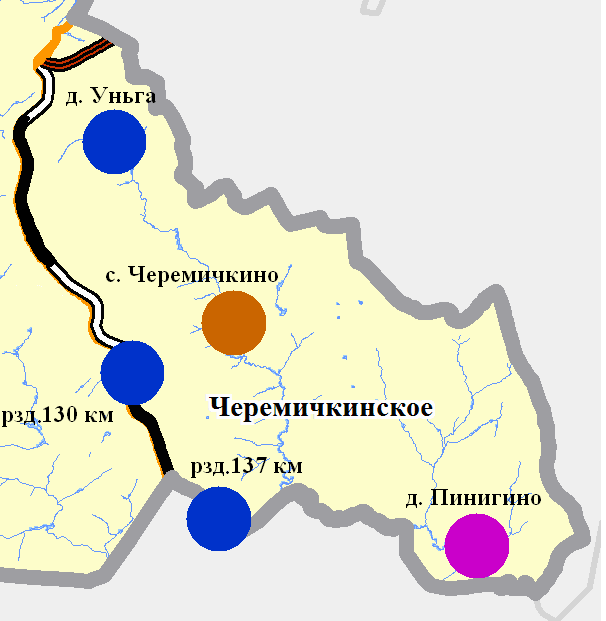 д. Уньга
с. Черемичкино
рзд.130 км
Черемичкинское
рзд.137 км
д. Пинигино